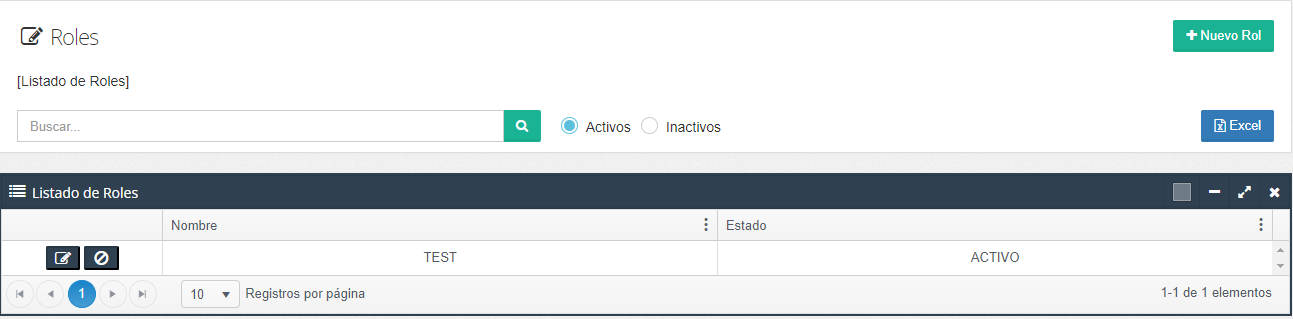 Roles
Nuevo Rol
[Listado de Roles]
Buscar...
Activos
Inactivos
Excel
Listado de Roles
Nombre
Estado
TEST
ACTIVO
1
10
Registros por página
1-1 de 1 elementos